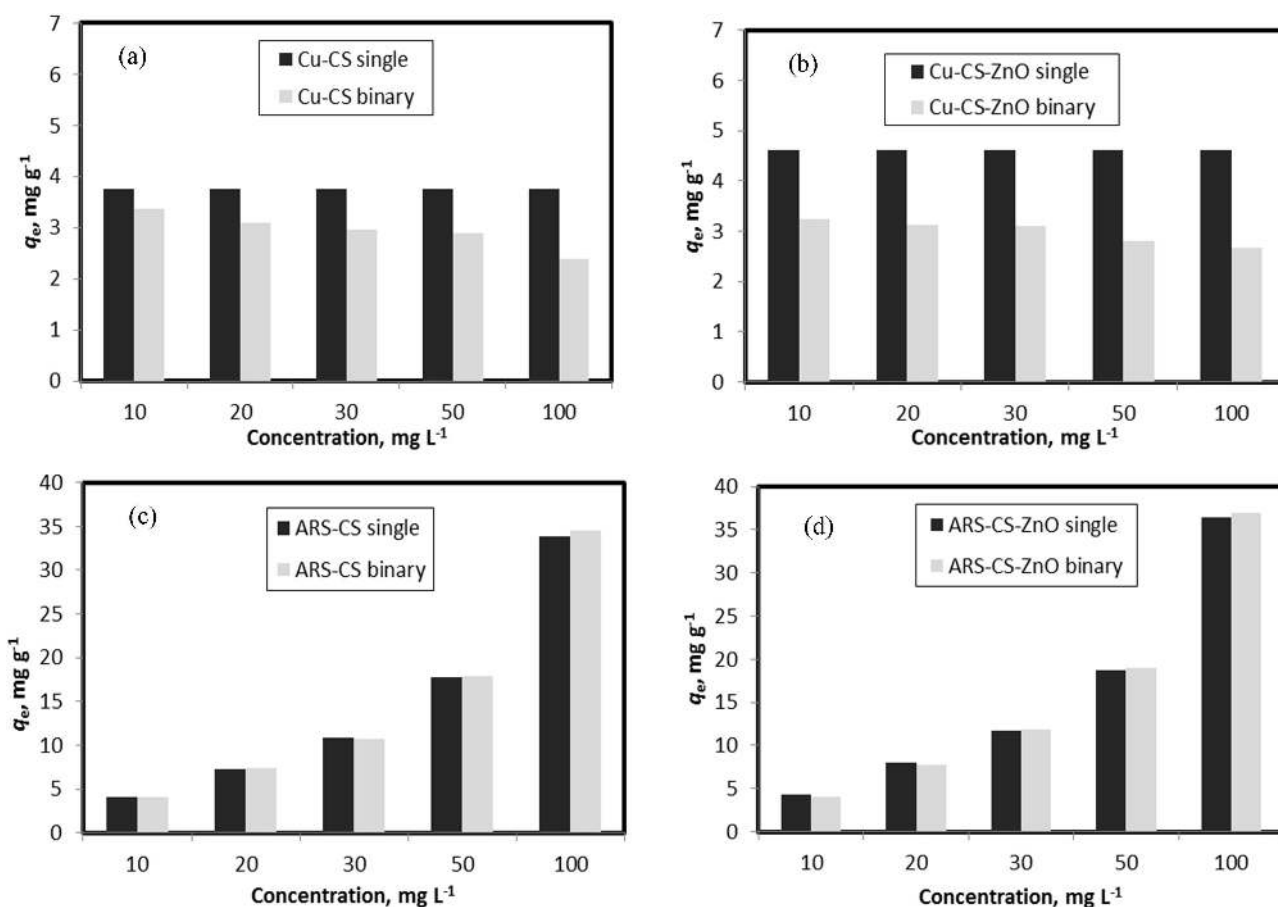 (a)
Cu-CS single
Cu-CS binary
7
6
5
4
3
2
1
0
qe, mg g-1
10 20 30 50 100
Concentration, mg L-1
(b)
Cu-CS-ZnO single
Cu-CS-ZnO binary
7
6
5
4
3
2
1
0
qe, mg g-1
10 20 30 50 100
Concentration, mg L-1
(c)
ARS-CS single
ARS-CS binary
40
35
30
25
20
15
10
5
0
qe, mg g-1
10 20 30 50 100
Concentration, mg L-1
(d)
ARS-CS-ZnO single
ARS-CS-ZnO binary
40
35
30
25
20
15
10
5
0
qe, mg g-1
10 20 30 50 100
Concentration, mg L-1